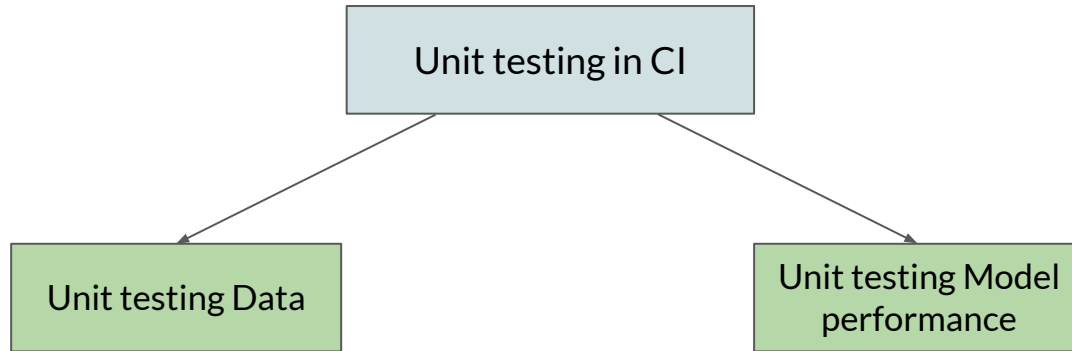 Unit testing in CI
Unit testing Data
Unit testing Model
performance